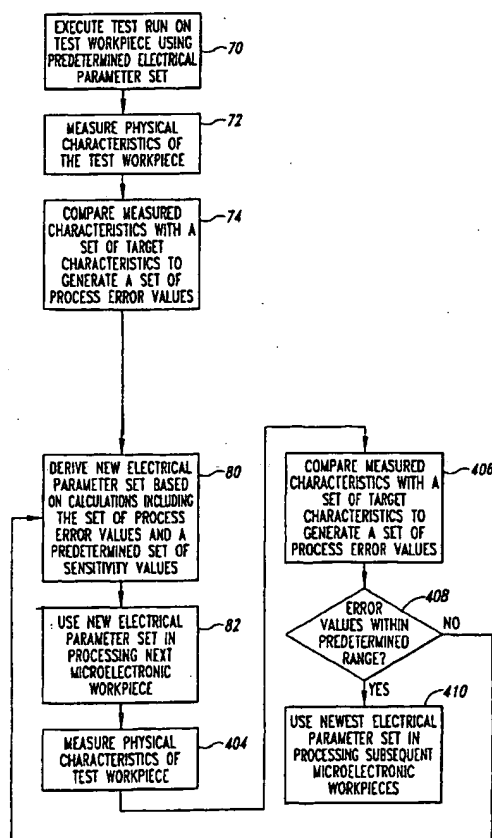 EXECUTE TEST RUN ON
TEST WORKPIECE USING
PREDETERMINED ELECTRICAL
PARAMETER SET
70
MEASURE PHYSICAL
CHARACTERISTICS OF
THE TEST WORKPIECE
72
COMPARE MEASURED
CHARACTERISTICS WITH A
SET OF TARGET
CHARACTERISTICS TO
GENERATE A SET OF
PROCESS ERROR VALUES
74
DERIVE NEW ELECTRICAL
PARAMETER SET BASED
ON CALCULATIONS INCLUDING
THE SET OF PROCESS
ERROR VALUES AND A
PREDETERMINED SET OF
SENSITIVITY VALUES
80
USE NEW ELECTRICAL
PARAMETER SET IN
PROCESSING NEXT
MICROELECTRONIC
WORKPIECE
82
MEASURE PHYSICAL
CHARACTERISTICS OF
TEST WORKPIECE
404
COMPARE MEASURED
CHARACTERISTICS WITH A
SET OF TARGET
CHARACTERISTICS TO
GENERATE A SET OF
PROCESS ERROR VALUES
406
ERROR
VALUES WITHIN
PREDETERMINED
RANGE?
408
NO
YES
410
USE NEWEST ELECTRICAL
PARAMETER SET IN
PROCESSING SUBSEQUENT
MICROELECTRONIC
WORKPIECES